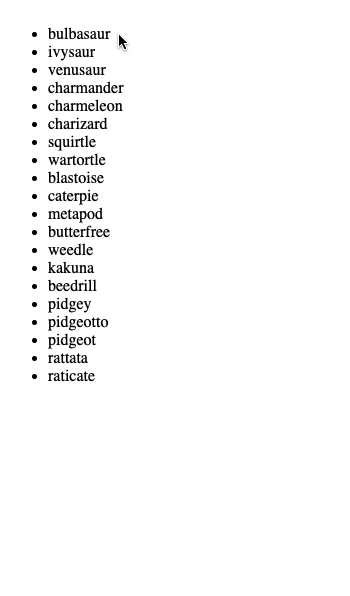 bulbasaur
ivysaur
venusaur
charmander
charmeleon
charizard
squirtle
wartortle
blastoise
caterpie
metapod
butterfree
weedle
kakuna
beedrill
pidgey
pidgeotto
pidgeot
rattata
raticate